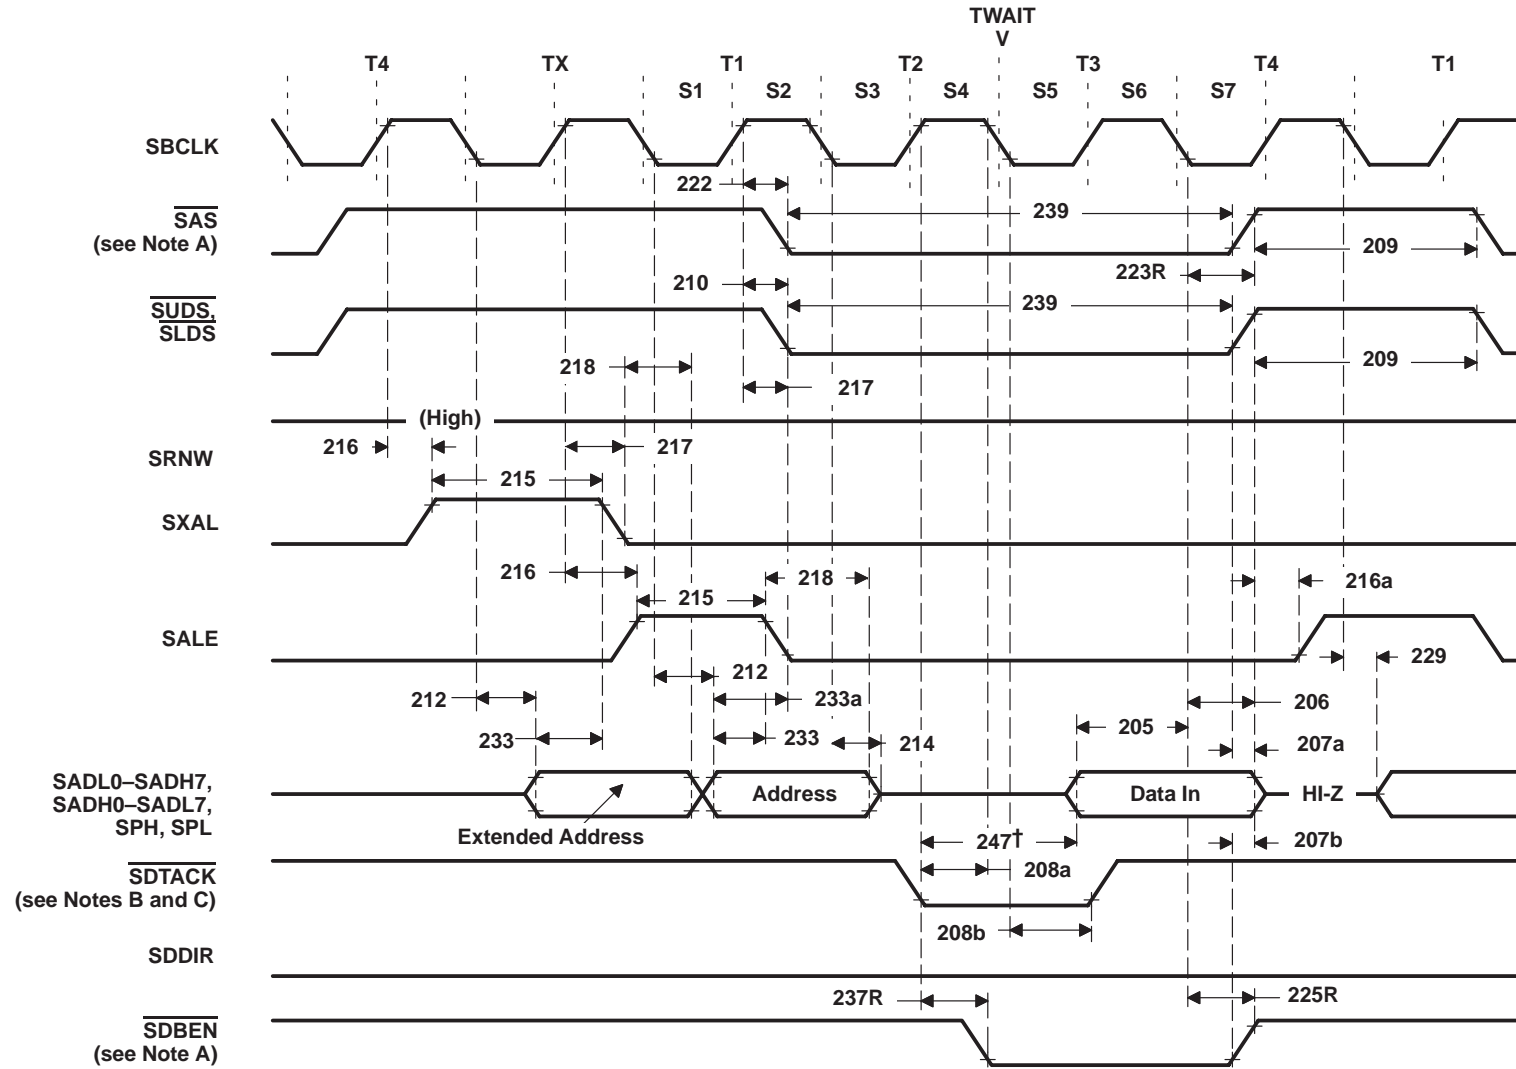 TWAIT
V
T4 TX T1 T2 T3 T4 T1
S1 S2 S3 S4 S5 S6 S7
SBCLK
222
SAS
(see Note A)
239
209
223R
210
SUDS,
SLDS
239
209
218
217
(High)
216
217
SRNW
215
SXAL
216
218
216a
215
SALE
229
212
212
233a
206
233
233
214
205
207a
SADL0–SADH7,
SADH0–SADL7,
SPH, SPL
Address
Data In
HI-Z
Extended Address
247†
207b
SDTACK
(see Notes B and C)
208a
208b
SDDIR
237R
225R
SDBEN
(see Note A)